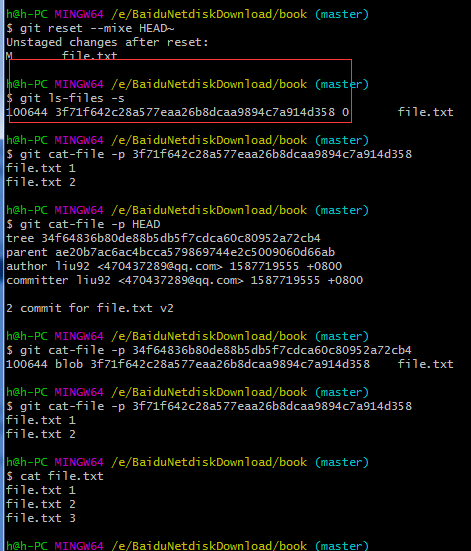 h@h-PC MINGW64 /e/BaiduNetdiskDownload/book (master)
$ git reset --mixe HEAD~
Unstaged changes after reset:
M       file.txt
h@h-PC MINGW64 /e/BaiduNetdiskDownload/book (master)
$ git ls-files -s
100644 3f71f642c28a577eaa26b8dcaa9894c7a914d358 0       file.txt
h@h-PC MINGW64 /e/BaiduNetdiskDownload/book (master)
$ git cat-file -p 3f71f642c28a577eaa26b8dcaa9894c7a914d358
file.txt 1
file.txt 2
h@h-PC MINGW64 /e/BaiduNetdiskDownload/book (master)
$ git cat-file -p HEAD
tree 34f64836b80de88b5db5f7cdca60c80952a72cb4
parent ae20b7ac6ac4bcca579869744e2c5009060d66ab
author liu92 <470437289@qq.com> 1587719555 +0800
committer liu92 <470437289@qq.com> 1587719555 +0800
2 commit for file.txt v2
h@h-PC MINGW64 /e/BaiduNetdiskDownload/book (master)
$ git cat-file -p 34f64836b80de88b5db5f7cdca60c80952a72cb4
100644 blob 3f71f642c28a577eaa26b8dcaa9894c7a914d358    file.txt
h@h-PC MINGW64 /e/BaiduNetdiskDownload/book (master)
$ git cat-file -p 3f71f642c28a577eaa26b8dcaa9894c7a914d358
file.txt 1
file.txt 2
h@h-PC MINGW64 /e/BaiduNetdiskDownload/book (master)
$ cat file.txt
file.txt 1
file.txt 2
file.txt 3
h@h-PC MINGW64 /e/BaiduNetdiskDownload/book (master)